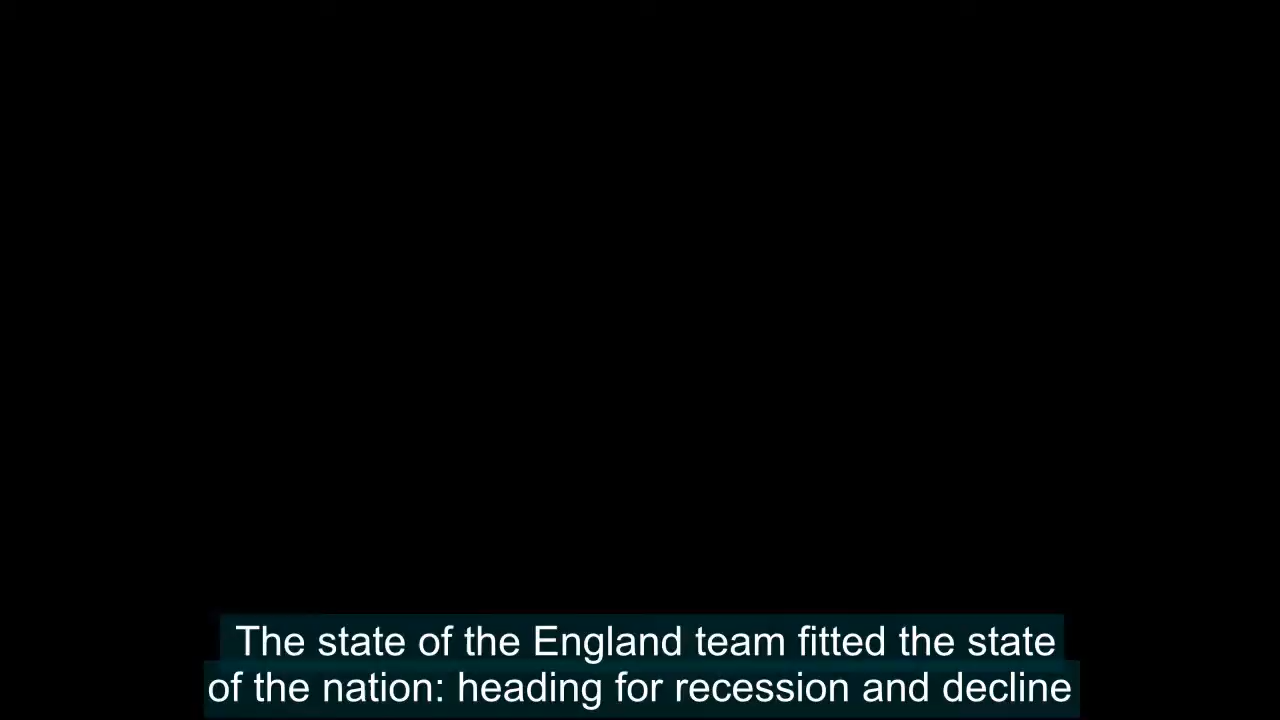 The state of the England team fitted the state
of the nation: heading for recession and decline